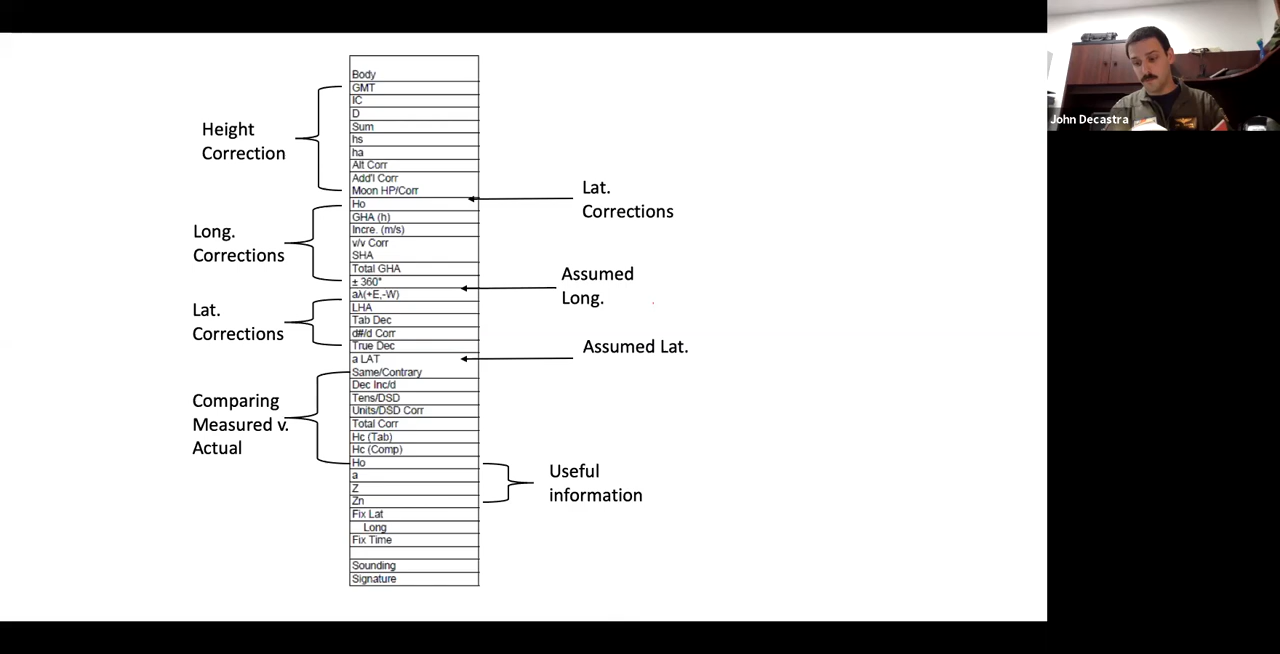 Body
GMT
IC
D
Sum
hs
ha
Alt Corr
Add'l Corr
Moon HP/Corr
Ho
GHA (h)
Incre. (m/s)
v/v Corr
SHA
Total GHA
± 360°
aλ(+E,-W)
LHA
Tab Dec
d#/d Corr
True Dec
a LAT
Same/Contrary
Dec Inc/d
Tens/DSD
Units/DSD Corr
Total Corr
Hc (Tab)
Hc (Comp)
Ho
a
Z
Zn
Fix Lat
Long
Fix Time
Sounding
Signature
Height
Correction
Long.
Corrections
Lat.
Corrections
Comparing
Measured v.
Actual
Lat.
Corrections
Assumed
Long.
Assumed Lat.
Useful
information
John Decastra